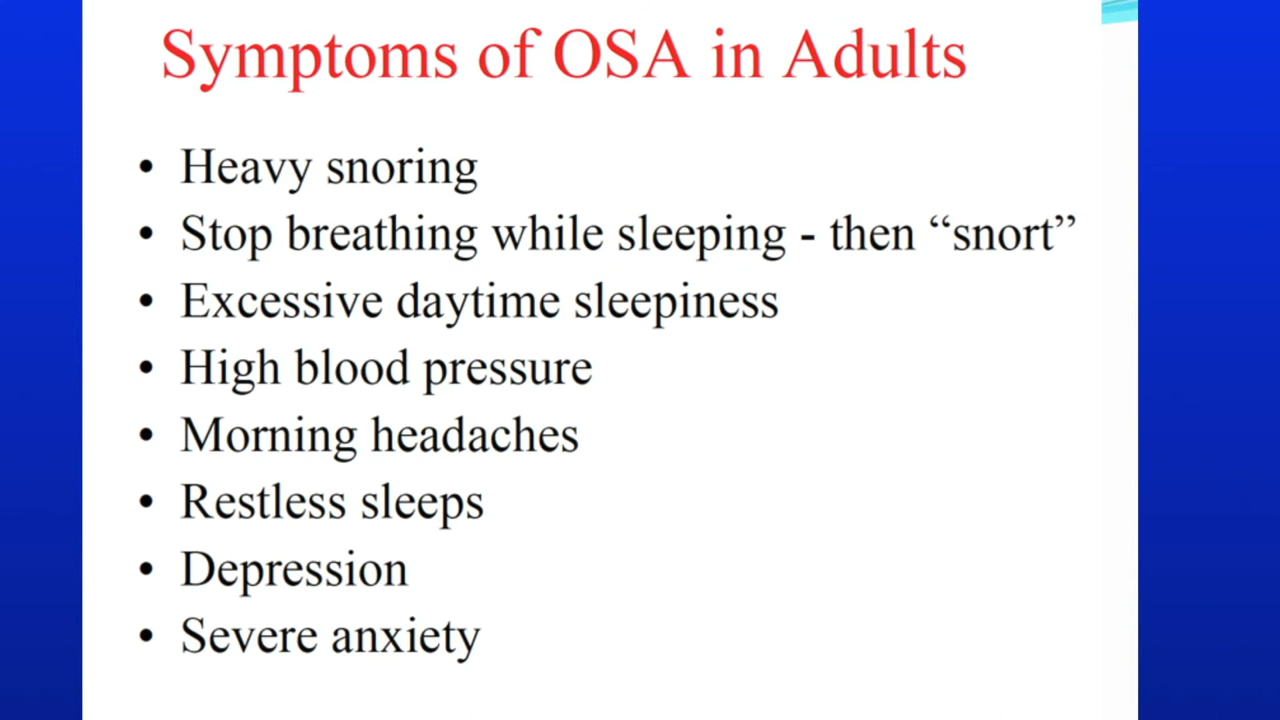 Symptoms of OSA in Adults
• Heavy snoring
• Stop breathing while sleeping - then “snort”
• Excessive daytime sleepiness
• High blood pressure
• Morning headaches
• Restless sleeps
• Depression
• Severe anxiety